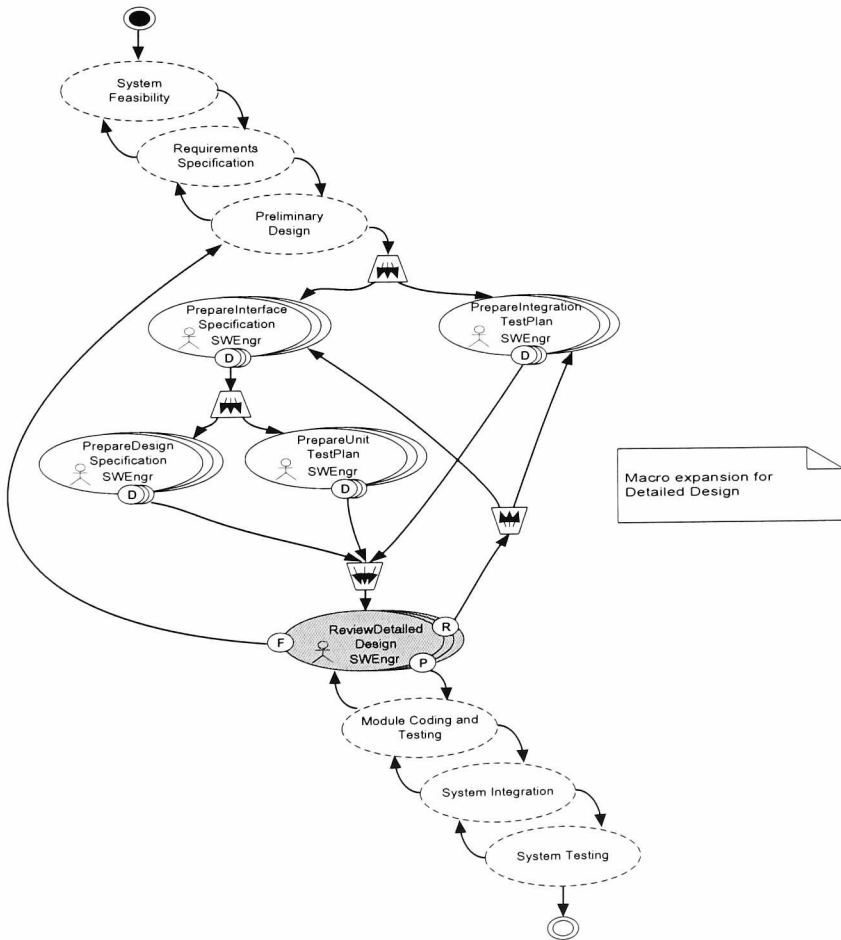 System
Feasibility
Requirements
Specification
Preliminary
Design
PrepareInterface
Specification
SWEngr
D
PrepareIntegration
TestPlan
SWEngr
D
PrepareDesign
Specification
SWEngr
D
PrepareUnit
TestPlan
SWEngr
D
Macro expansion for
Detailed Design
F
ReviewDetailed
Design
SWEngr
R
P
Module Coding and
Testing
System Integration
System Testing